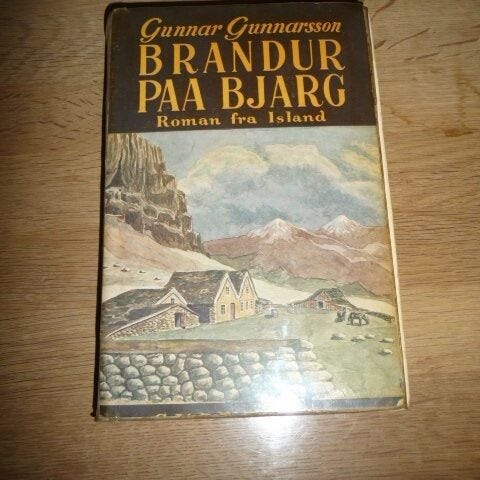 Gunnar Gunnarsson
BRANDUR
PAA BJARG
Roman fra Island